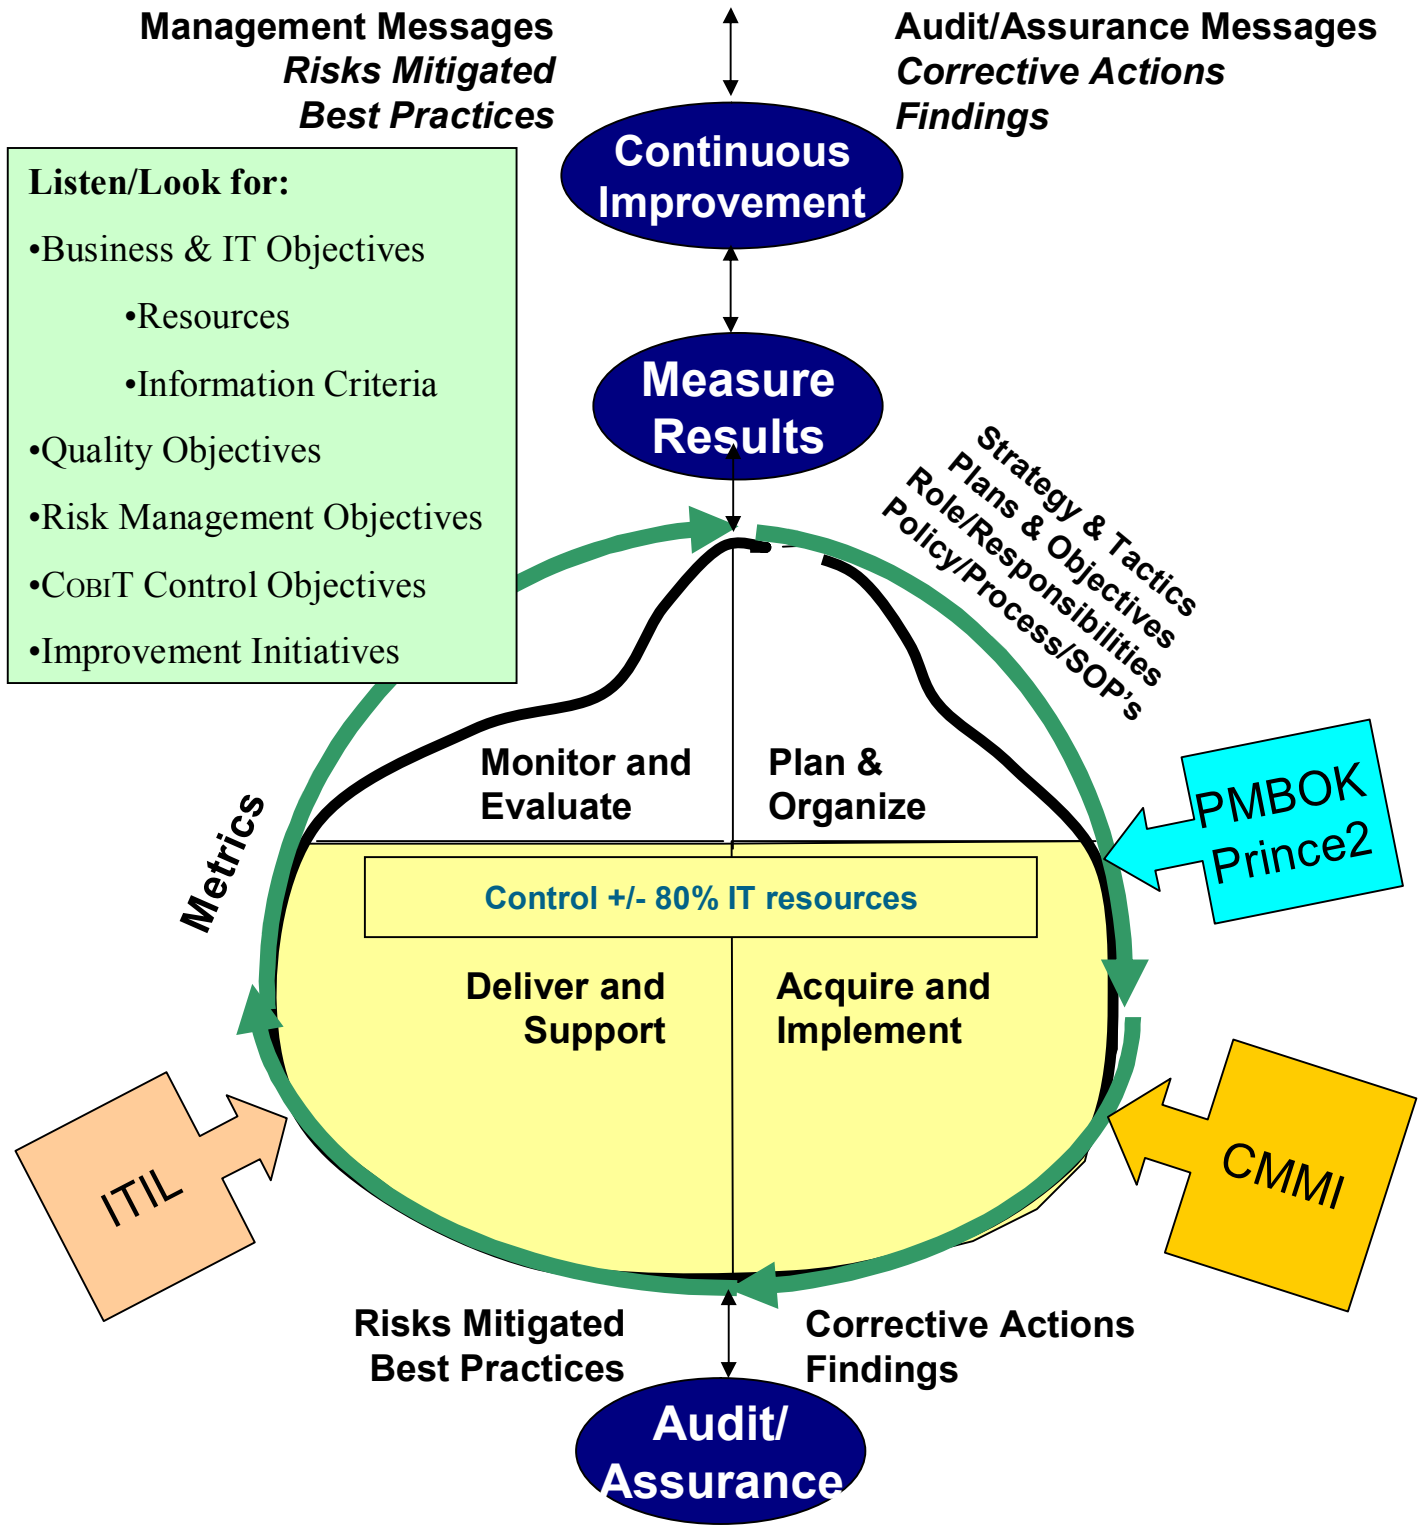 Management Messages
Risks Mitigated
Best Practices
Audit/Assurance Messages
Corrective Actions
Findings
Continuous
Improvement
Listen/Look for:
•Business & IT Objectives
•Resources
•Information Criteria
•Quality Objectives
•Risk Management Objectives
•COBIT Control Objectives
•Improvement Initiatives
Measure
Results
Strategy & Tactics
Plans & Objectives
Role/Responsibilities
Policy/Process/SOP's
Monitor and
Evaluate
Plan &
Organize
PMBOK
Prince2
Metrics
Control +/- 80% IT resources
Deliver and
Support
Acquire and
Implement
ITIL
CMMI
Risks Mitigated
Best Practices
Corrective Actions
Findings
Audit/
Assurance